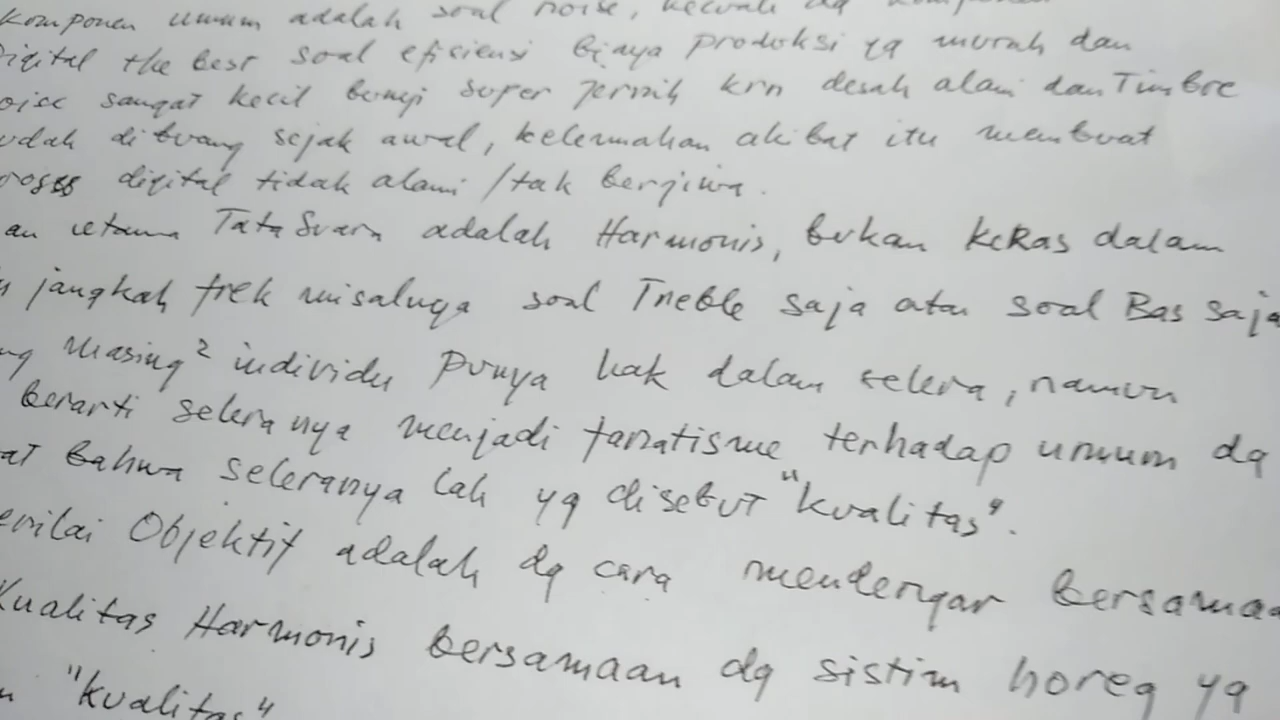 Komponen umum adalah soal noise, kecuali dg komponen
Digital the best soal efisiensi biaya produksi yg murah dan
oise sangat kecil bunyi super jernih krn desah alami dan Timbre
udah dibuang sejak awal, kelemahan akibat itu membuat
proses digital tidak alami / tak berjiwa.
an utama Tata Suara adalah Harmonis, bukan keRas dalam
jangkah frek misalnya soal Treble saja atau soal Bas saja
ng masing² individu punya hak dalam selera, namun
berarti seleranya menjadi fanatisme terhadap umum dg
at bahwa seleranya lah yg disebut "kualitas".
enilai Objektif adalah dg cara mendengar bersamaa
Kualitas Harmonis bersamaan dg sistim horeg yg
n "kualitas"